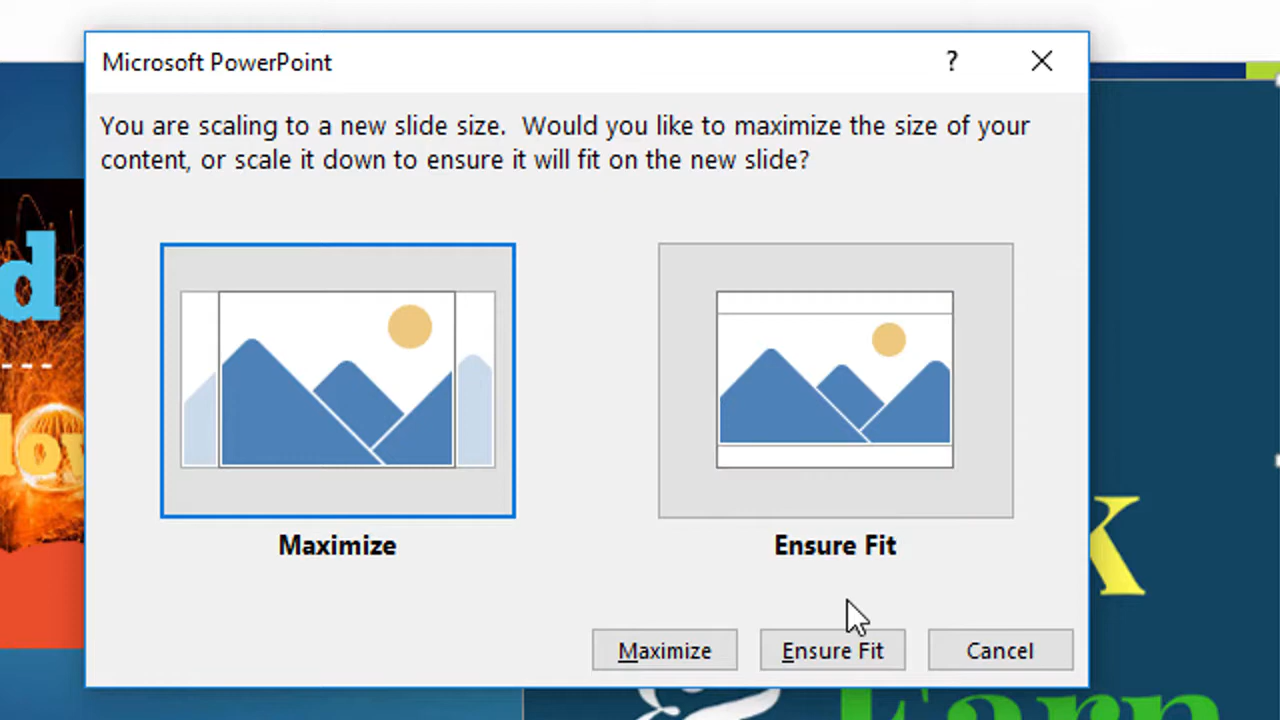 Microsoft PowerPoint
?
You are scaling to a new slide size. Would you like to maximize the size of your
content, or scale it down to ensure it will fit on the new slide?
d
K
Maximize
Ensure Fit
Maximize
Ensure Fit
Cancel